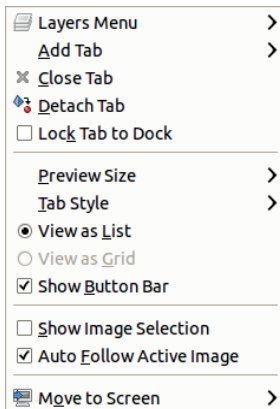 Layers Menu
Add Tab
Close Tab
Detach Tab
Lock Tab to Dock
Preview Size
Tab Style
View as List
View as Grid
Show Button Bar
Show Image Selection
Auto Follow Active Image
Move to Screen